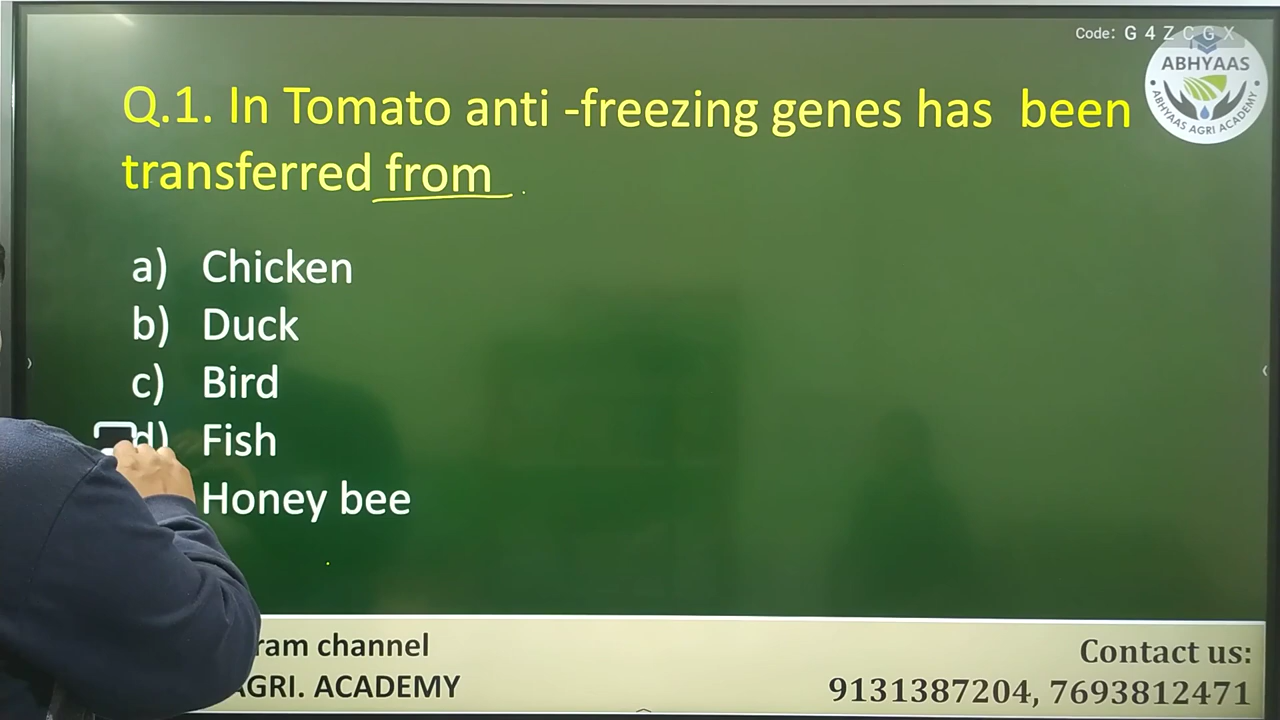 Code: G 4 Z C G X
ABHYAAS
ABHYAAS AGRI ACADEMY
Q.1. In Tomato anti -freezing genes has been
transferred from
a) Chicken
b) Duck
c) Bird
d) Fish
Honey bee
ram channel
AGRI. ACADEMY
Contact us:
9131387204, 7693812471